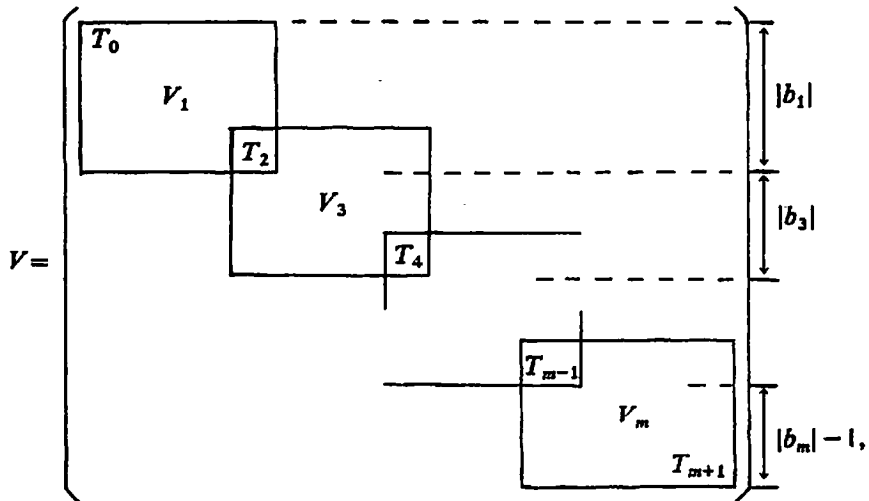 T_0
V_1
|b_1|
T_2
V_3
|b_3|
V=
T_4
T_{m-1}
V_m
|b_m|-1,
T_{m+1}